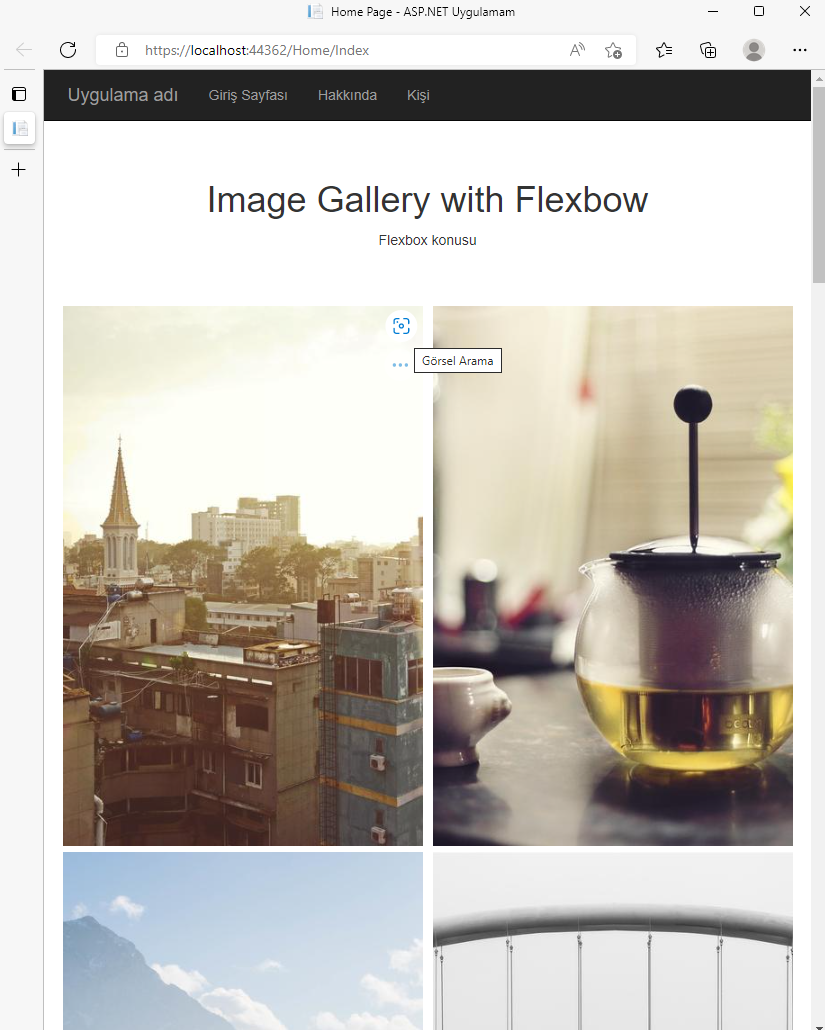 Home Page - ASP.NET Uygulamam
https://localhost:44362/Home/Index
Uygulama adı Giriş Sayfası Hakkında Kişi
Image Gallery with Flexbow
Flexbox konusu
Görsel Arama